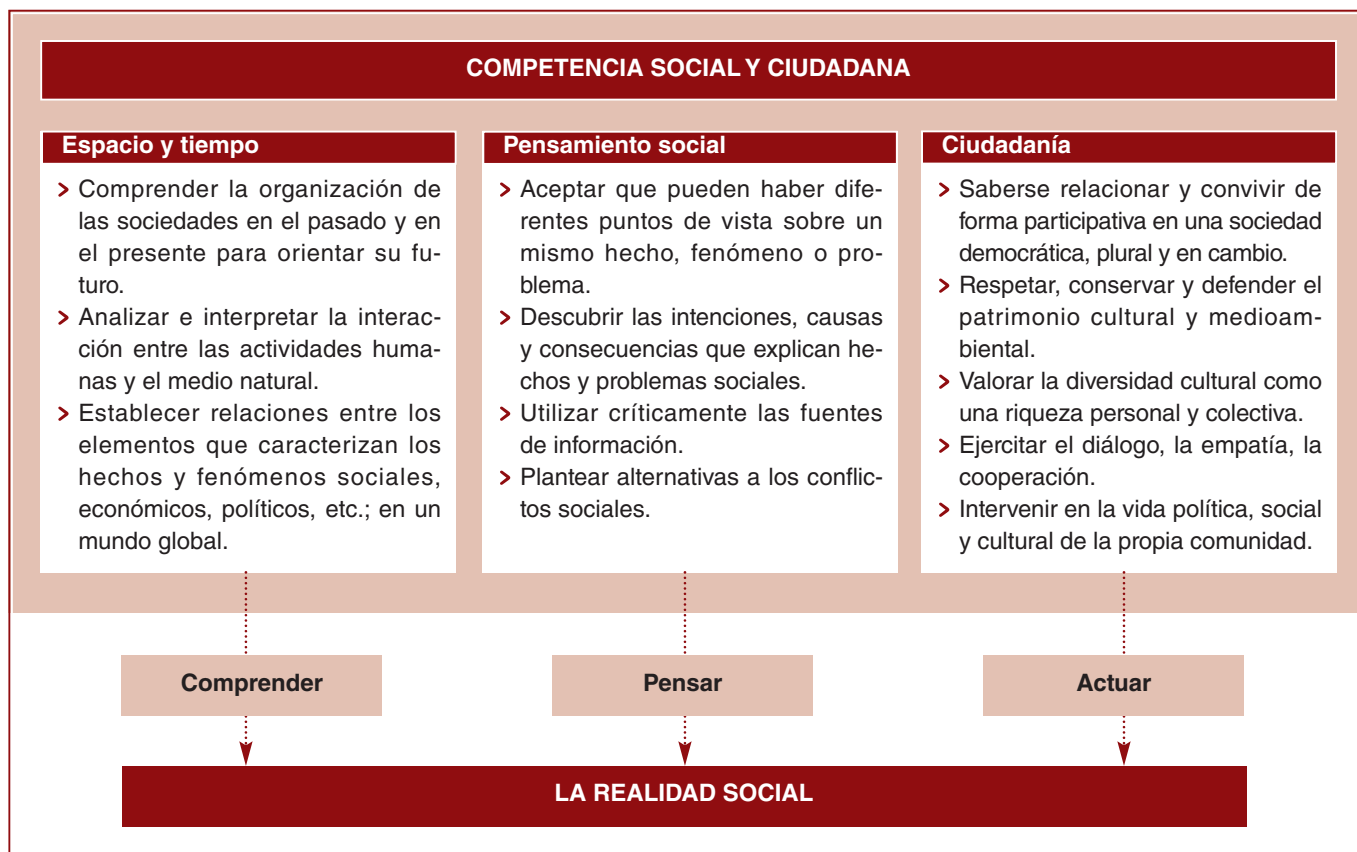 COMPETENCIA SOCIAL Y CIUDADANA
Espacio y tiempo
> Comprender la organización de
las sociedades en el pasado y en
el presente para orientar su fu-
turo.
> Analizar e interpretar la interac-
ción entre las actividades huma-
nas y el medio natural.
> Establecer relaciones entre los
elementos que caracterizan los
hechos y fenómenos sociales,
económicos, políticos, etc.; en un
mundo global.
Pensamiento social
> Aceptar que pueden haber dife-
rentes puntos de vista sobre un
mismo hecho, fenómeno o pro-
blema.
> Descubrir las intenciones, causas
y consecuencias que explican he-
chos y problemas sociales.
> Utilizar críticamente las fuentes
de información.
> Plantear alternativas a los conflic-
tos sociales.
Ciudadanía
> Saberse relacionar y convivir de
forma participativa en una sociedad
democrática, plural y en cambio.
> Respetar, conservar y defender el
patrimonio cultural y medioam-
biental.
> Valorar la diversidad cultural como
una riqueza personal y colectiva.
> Ejercitar el diálogo, la empatía, la
cooperación.
> Intervenir en la vida política, social
y cultural de la propia comunidad.
Comprender
Pensar
Actuar
LA REALIDAD SOCIAL